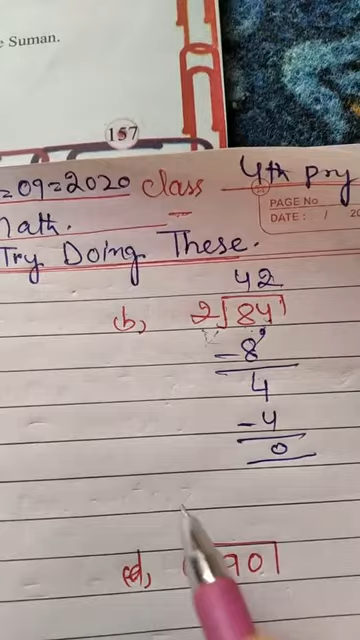 e Suman.
157
=09=2020 Class 4th pry
PAGE No
DATE: / 20
Math.
Try Doing These.
42
(b), 2) 84
-8
4
-4
0
(d), 90